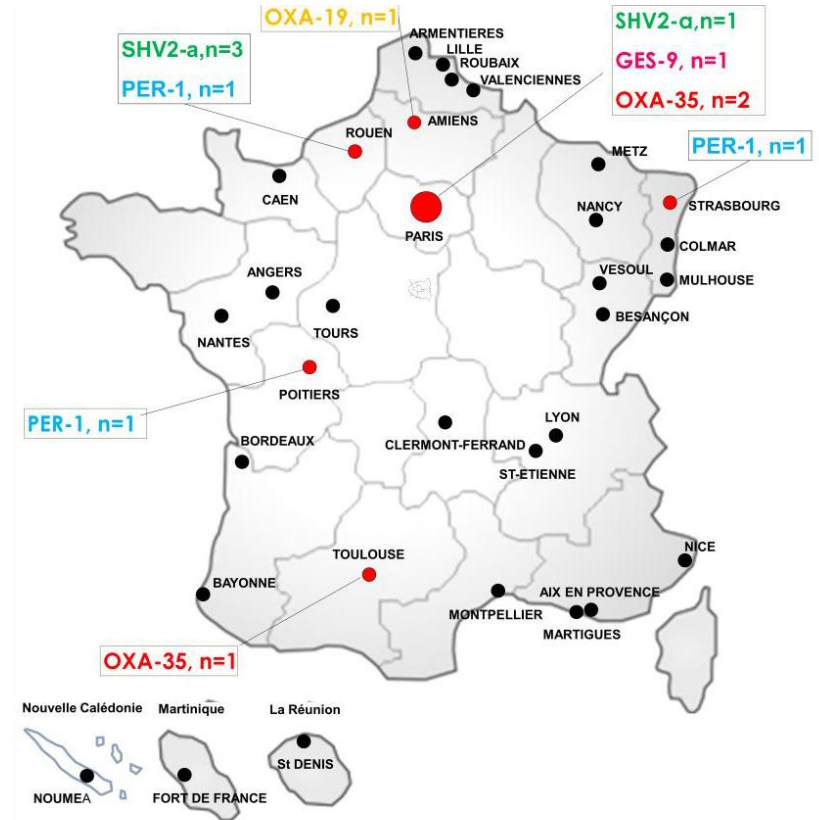 OXA-19, n=1
SHV2-a,n=1
GES-9, n=1
OXA-35, n=2
SHV2-a,n=3
PER-1, n=1
ARMENTIERES
LILLE
ROUBAIX
VALENCIENNES
AMIENS
ROUEN
PER-1, n=1
METZ
CAEN
NANCY
STRASBOURG
PARIS
COLMAR
ANGERS
VESOUL
MULHOUSE
BESANÇON
NANTES
TOURS
POITIERS
PER-1, n=1
BORDEAUX
LYON
CLERMONT-FERRAND
ST-ETIENNE
TOULOUSE
NICE
BAYONNE
AIX EN PROVENCE
MONTPELLIER
MARTIGUES
OXA-35, n=1
Nouvelle Calédonie
Martinique
La Réunion
St DENIS
NOUMEA
FORT DE FRANCE